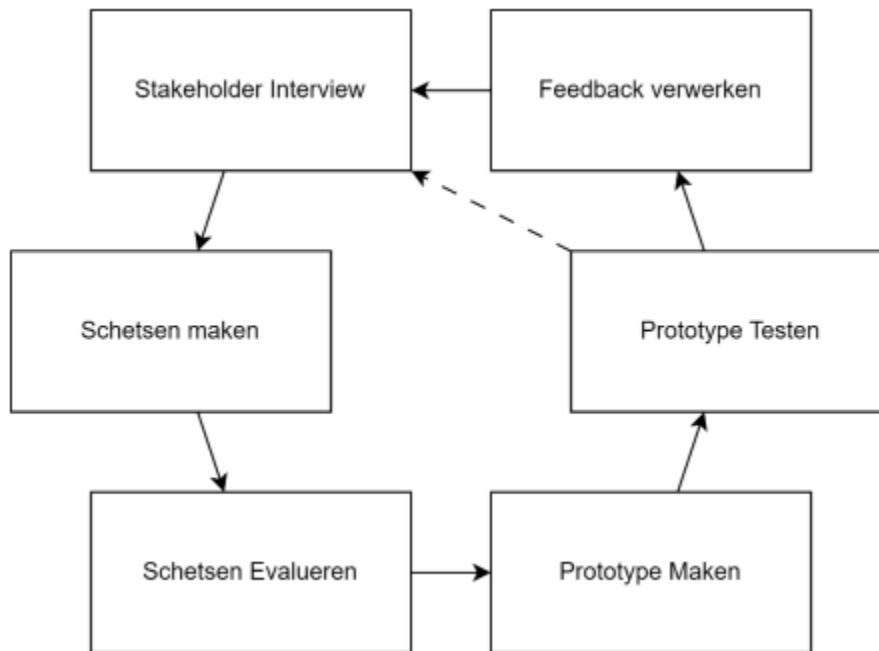 Stakeholder Interview
Feedback verwerken
Schetsen maken
Prototype Testen
Schetsen Evalueren
Prototype Maken